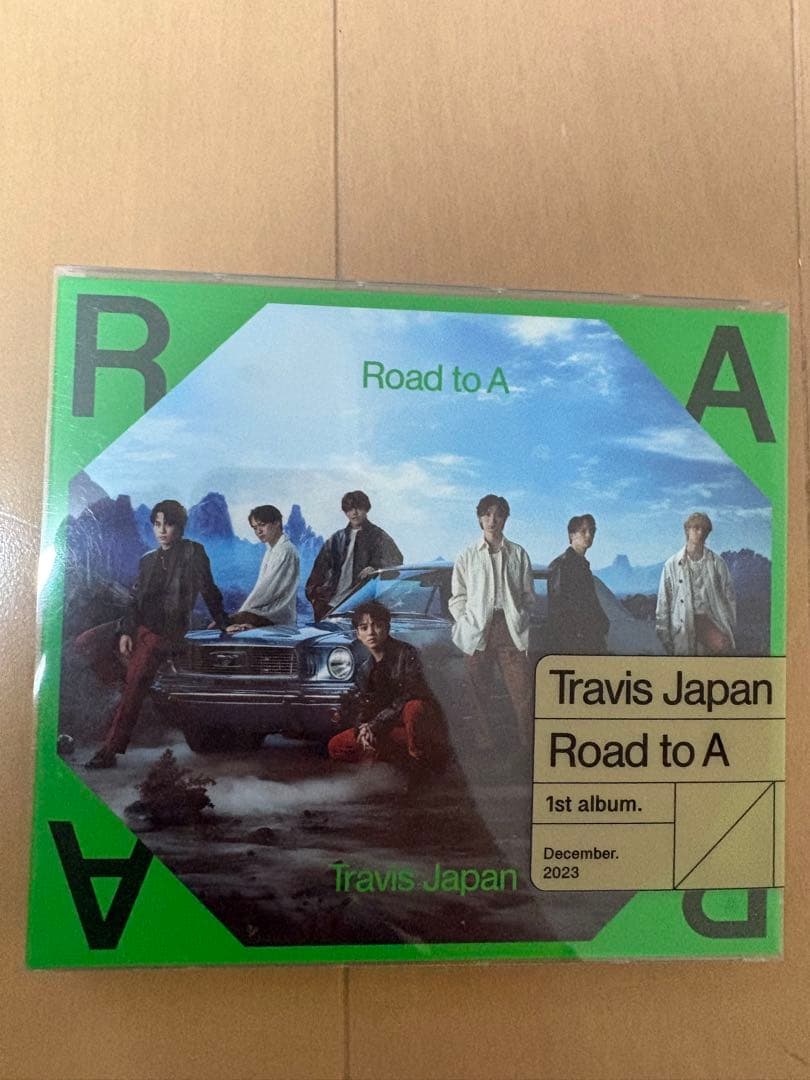 R
A
Road to A
Travis Japan
Road to A
1st album.
December.
2023
Travis Japan
A
R